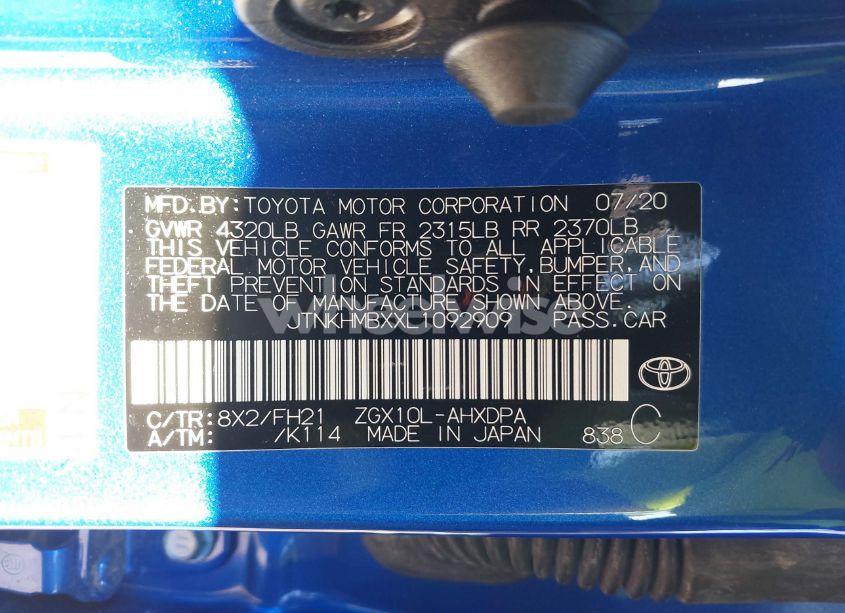 MFD.BY:TOYOTA MOTOR CORPORATION 07/20
GVWR 4320LB GAWR FR 2315LB RR 2370LB
THIS VEHICLE CONFORMS TO ALL APPLICABLE
FEDERAL MOTOR VEHICLE SAFETY,BUMPER,AND
THEFT PREVENTION STANDARDS IN EFFECT ON
THE DATE OF MANUFACTURE SHOWN ABOVE.
wheelwise
JTNKHMBXXL1092909 PASS.CAR
C/TR:8X2/FH21 ZGX10L-AHXDPA
A/TM: /K114 MADE IN JAPAN 838 C